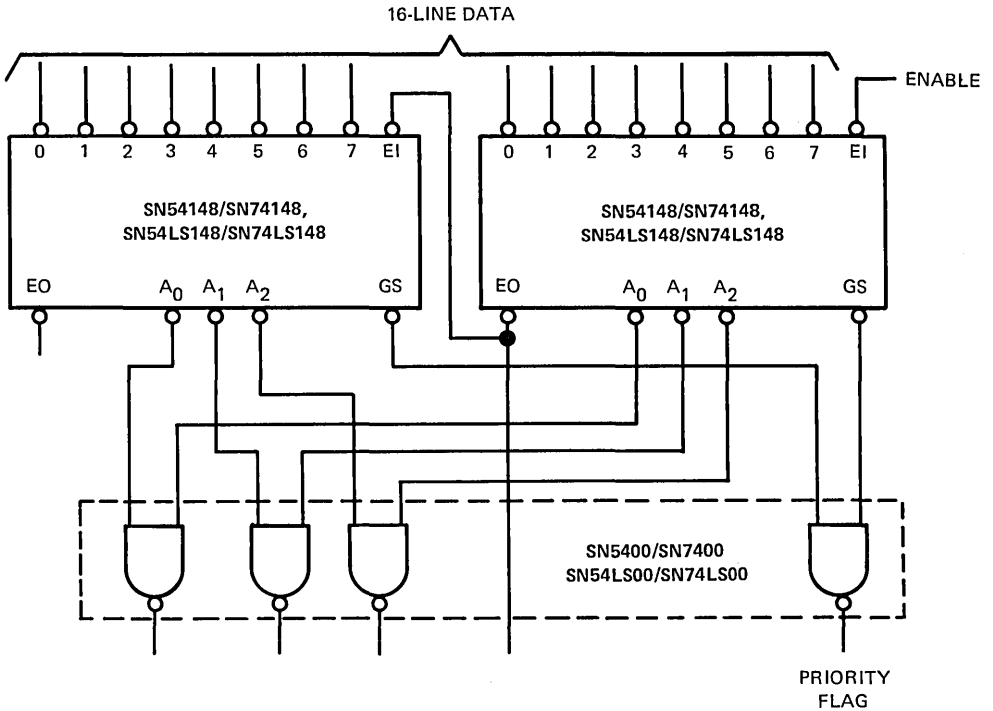 16-LINE DATA
ENABLE
0 1 2 3 4 5 6 7 EI
0 1 2 3 4 5 6 7 EI
SN54148/SN74148,
SN54LS148/SN74LS148
SN54148/SN74148,
SN54LS148/SN74LS148
EO A0 A1 A2 GS
EO A0 A1 A2 GS
SN5400/SN7400
SN54LS00/SN74LS00
PRIORITY
FLAG